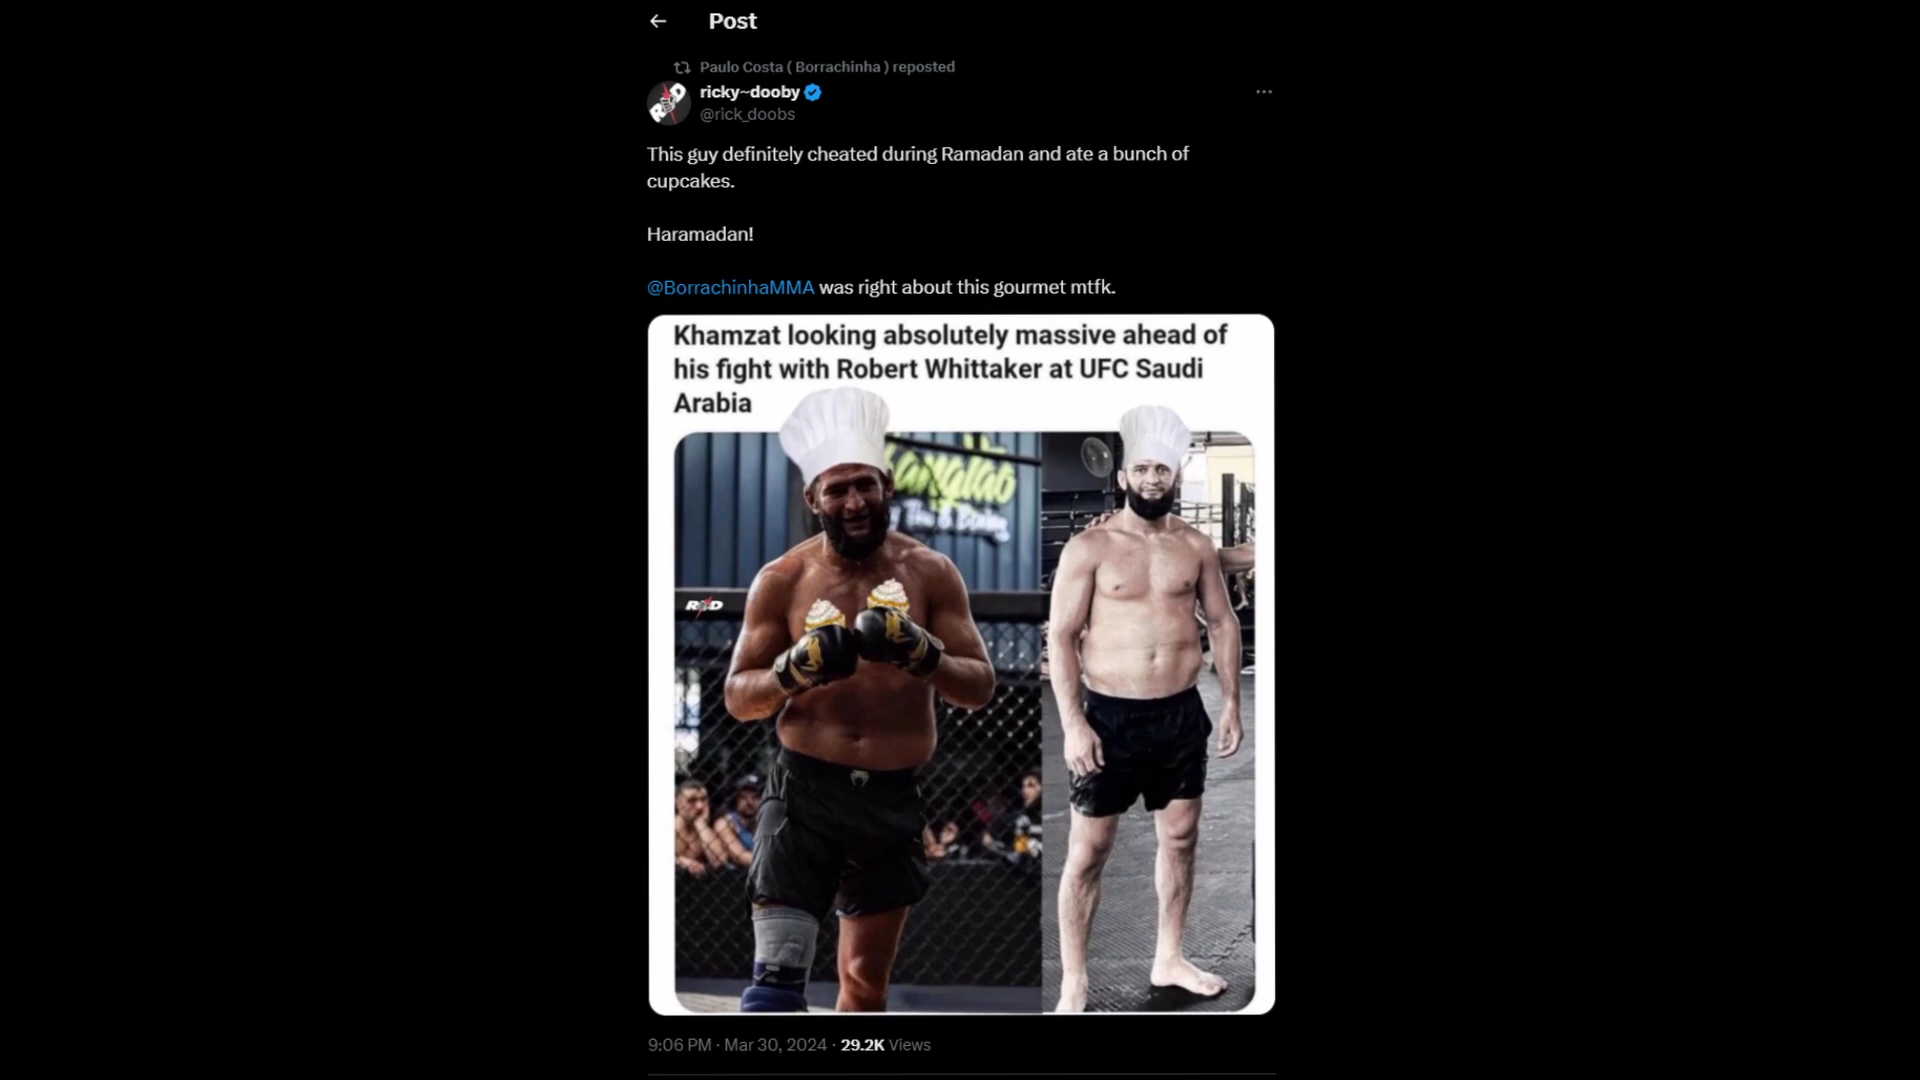 Post
Paulo Costa ( Borrachinha ) reposted
ricky~dooby
@rick_doobs
This guy definitely cheated during Ramadan and ate a bunch of
cupcakes.
Haramadan!
@BorrachinhaMMA was right about this gourmet mtfk.
Khamzat looking absolutely massive ahead of
his fight with Robert Whittaker at UFC Saudi
Arabia
9:06 PM · Mar 30, 2024 · 29.2K Views